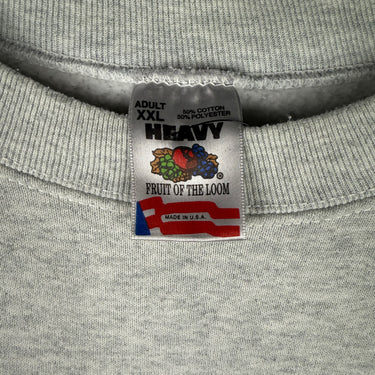 ADULT
XXL
50% COTTON
50% POLYESTER
HEAVY
®
FRUIT OF THE LOOM
MADE IN U.S.A.